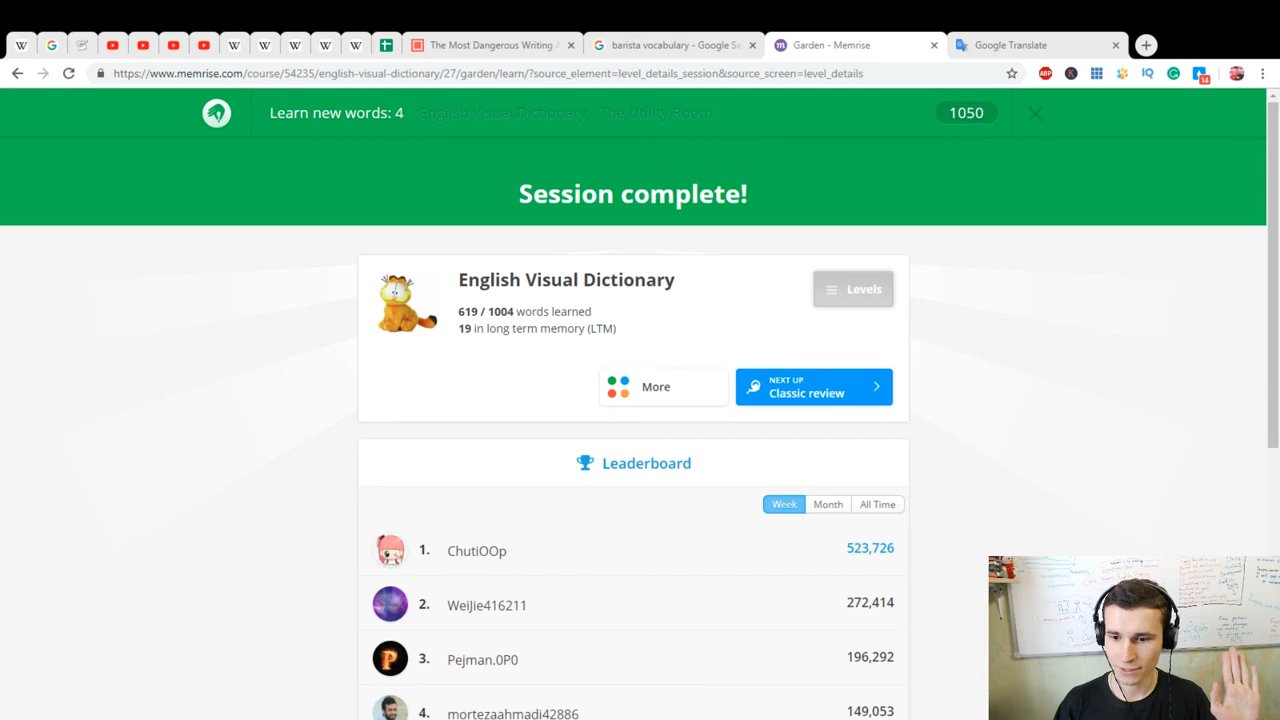 The Most Dangerous Writing
barista vocabulary - Google Se
Garden - Memrise
Google Translate
https://www.memrise.com/course/54235/english-visual-dictionary/27/garden/learn/?source_element=level_details_session&source_screen=level_details
ABP
IQ
14
Learn new words: 4
English Visual Dictionary - The Utility Room
1050
Session complete!
English Visual Dictionary
Levels
619 / 1004 words learned
19 in long term memory (LTM)
More
NEXT UP
Classic review
Leaderboard
Week
Month
All Time
1. ChutiOOp 523,726
2. WeiJie416211 272,414
3. Pejman.0P0 196,292
4. mortezaahmadi42886 149,053